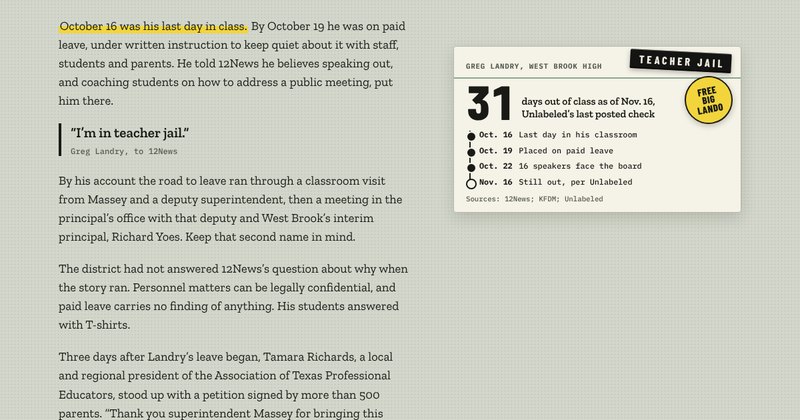 October 16 was his last day in class. By October 19 he was on paid
leave, under written instruction to keep quiet about it with staff,
students and parents. He told 12News he believes speaking out,
and coaching students on how to address a public meeting, put
him there.
“I’m in teacher jail.”
Greg Landry, to 12News
By his account the road to leave ran through a classroom visit
from Massey and a deputy superintendent, then a meeting in the
principal’s office with that deputy and West Brook’s interim
principal, Richard Yoes. Keep that second name in mind.
The district had not answered 12News’s question about why when
the story ran. Personnel matters can be legally confidential, and
paid leave carries no finding of anything. His students answered
with T-shirts.
Three days after Landry’s leave began, Tamara Richards, a local
and regional president of the Association of Texas Professional
Educators, stood up with a petition signed by more than 500
parents. “Thank you superintendent Massey for bringing this
GREG LANDRY, WEST BROOK HIGH
TEACHER JAIL
FREE
BIG
LANDO
31
days out of class as of Nov. 16,
Unlabeled’s last posted check
Oct. 16 Last day in his classroom
Oct. 19 Placed on paid leave
Oct. 22 16 speakers face the board
Nov. 16 Still out, per Unlabeled
Sources: 12News; KFDM; Unlabeled